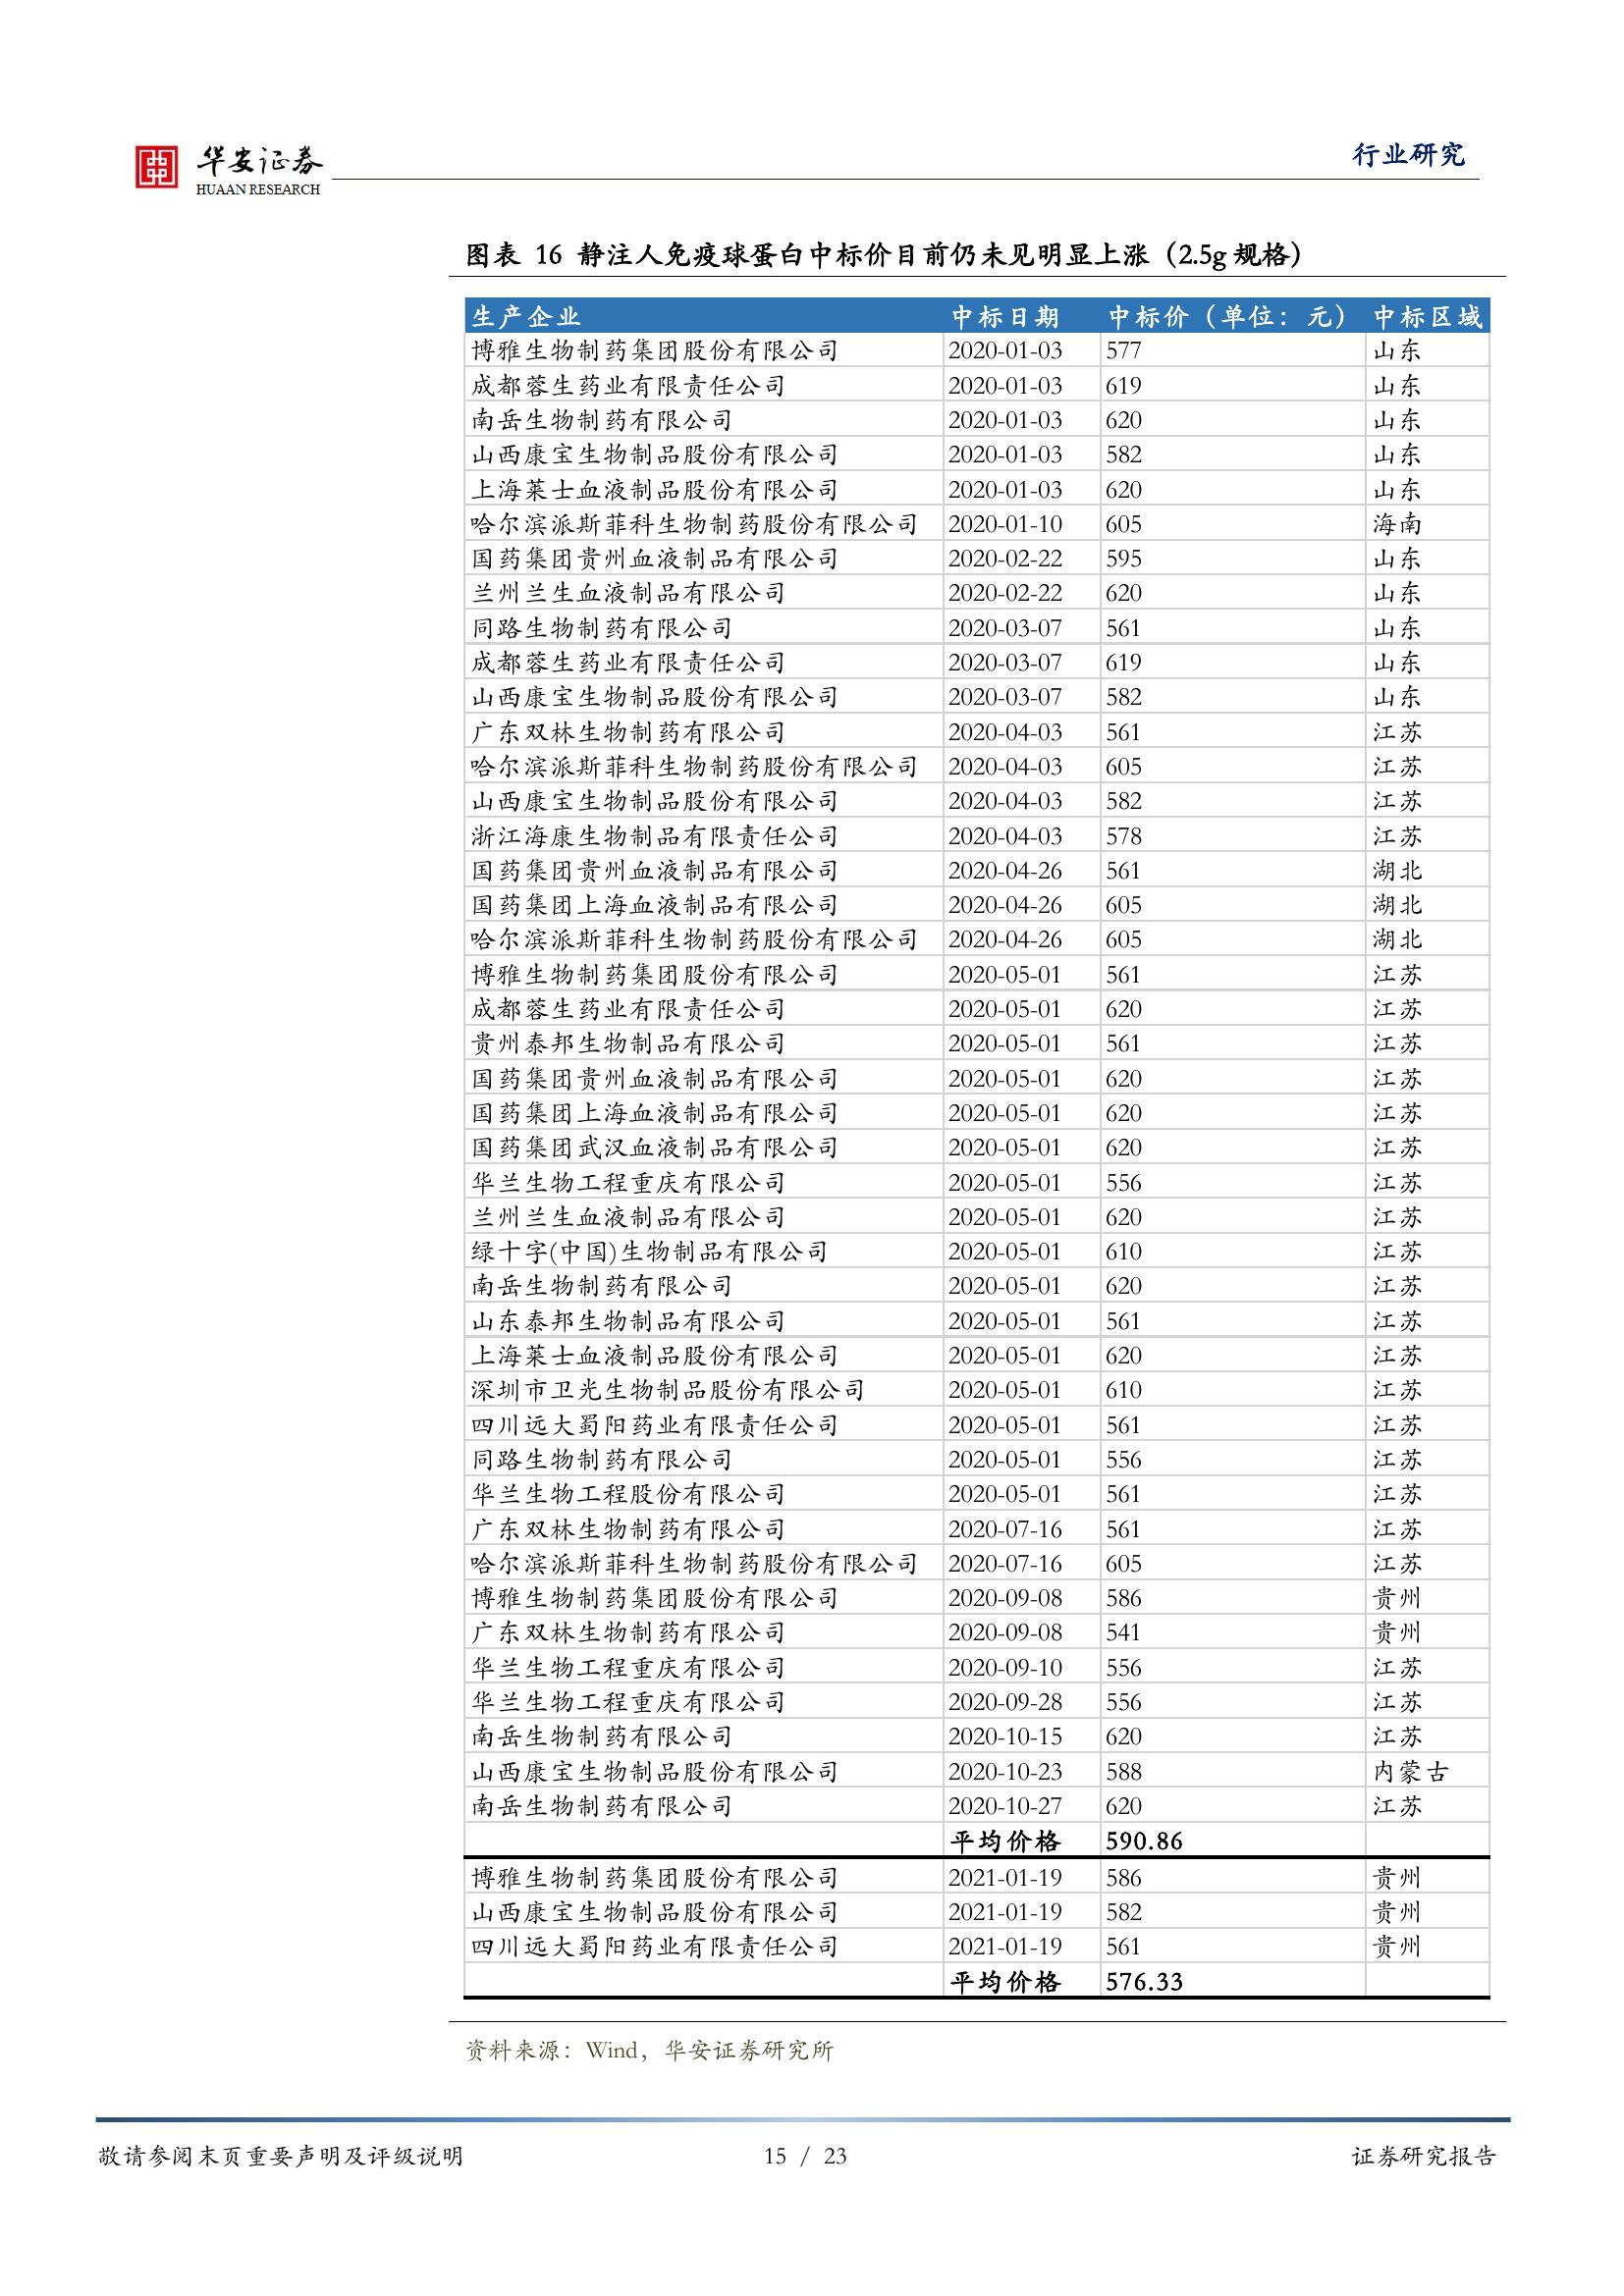 华安证券
HUAAN RESEARCH
行业研究
图表 16 静注人免疫球蛋白中标价目前仍未见明显上涨（2.5g 规格）
生产企业 中标日期 中标价（单位：元） 中标区域
博雅生物制药集团股份有限公司 2020-01-03 577 山东
成都蓉生药业有限责任公司 2020-01-03 619 山东
南岳生物制药有限公司 2020-01-03 620 山东
山西康宝生物制品股份有限公司 2020-01-03 582 山东
上海莱士血液制品股份有限公司 2020-01-03 620 山东
哈尔滨派斯菲科生物制药股份有限公司 2020-01-10 605 海南
国药集团贵州血液制品有限公司 2020-02-22 595 山东
兰州兰生血液制品有限公司 2020-02-22 620 山东
同路生物制药有限公司 2020-03-07 561 山东
成都蓉生药业有限责任公司 2020-03-07 619 山东
山西康宝生物制品股份有限公司 2020-03-07 582 山东
广东双林生物制药有限公司 2020-04-03 561 江苏
哈尔滨派斯菲科生物制药股份有限公司 2020-04-03 605 江苏
山西康宝生物制品股份有限公司 2020-04-03 582 江苏
浙江海康生物制品有限责任公司 2020-04-03 578 江苏
国药集团贵州血液制品有限公司 2020-04-26 561 湖北
国药集团上海血液制品有限公司 2020-04-26 605 湖北
哈尔滨派斯菲科生物制药股份有限公司 2020-04-26 605 湖北
博雅生物制药集团股份有限公司 2020-05-01 561 江苏
成都蓉生药业有限责任公司 2020-05-01 620 江苏
贵州泰邦生物制品有限公司 2020-05-01 561 江苏
国药集团贵州血液制品有限公司 2020-05-01 620 江苏
国药集团上海血液制品有限公司 2020-05-01 620 江苏
国药集团武汉血液制品有限公司 2020-05-01 620 江苏
华兰生物工程重庆有限公司 2020-05-01 556 江苏
兰州兰生血液制品有限公司 2020-05-01 620 江苏
绿十字(中国)生物制品有限公司 2020-05-01 610 江苏
南岳生物制药有限公司 2020-05-01 620 江苏
山东泰邦生物制品有限公司 2020-05-01 561 江苏
上海莱士血液制品股份有限公司 2020-05-01 620 江苏
深圳市卫光生物制品股份有限公司 2020-05-01 610 江苏
四川远大蜀阳药业有限责任公司 2020-05-01 561 江苏
同路生物制药有限公司 2020-05-01 556 江苏
华兰生物工程股份有限公司 2020-05-01 561 江苏
广东双林生物制药有限公司 2020-07-16 561 江苏
哈尔滨派斯菲科生物制药股份有限公司 2020-07-16 605 江苏
博雅生物制药集团股份有限公司 2020-09-08 586 贵州
广东双林生物制药有限公司 2020-09-08 541 贵州
华兰生物工程重庆有限公司 2020-09-10 556 江苏
华兰生物工程重庆有限公司 2020-09-28 556 江苏
南岳生物制药有限公司 2020-10-15 620 江苏
山西康宝生物制品股份有限公司 2020-10-23 588 内蒙古
南岳生物制药有限公司 2020-10-27 620 江苏
平均价格 590.86
博雅生物制药集团股份有限公司 2021-01-19 586 贵州
山西康宝生物制品股份有限公司 2021-01-19 582 贵州
四川远大蜀阳药业有限责任公司 2021-01-19 561 贵州
平均价格 576.33
资料来源：Wind，华安证券研究所
敬请参阅末页重要声明及评级说明 15 / 23 证券研究报告